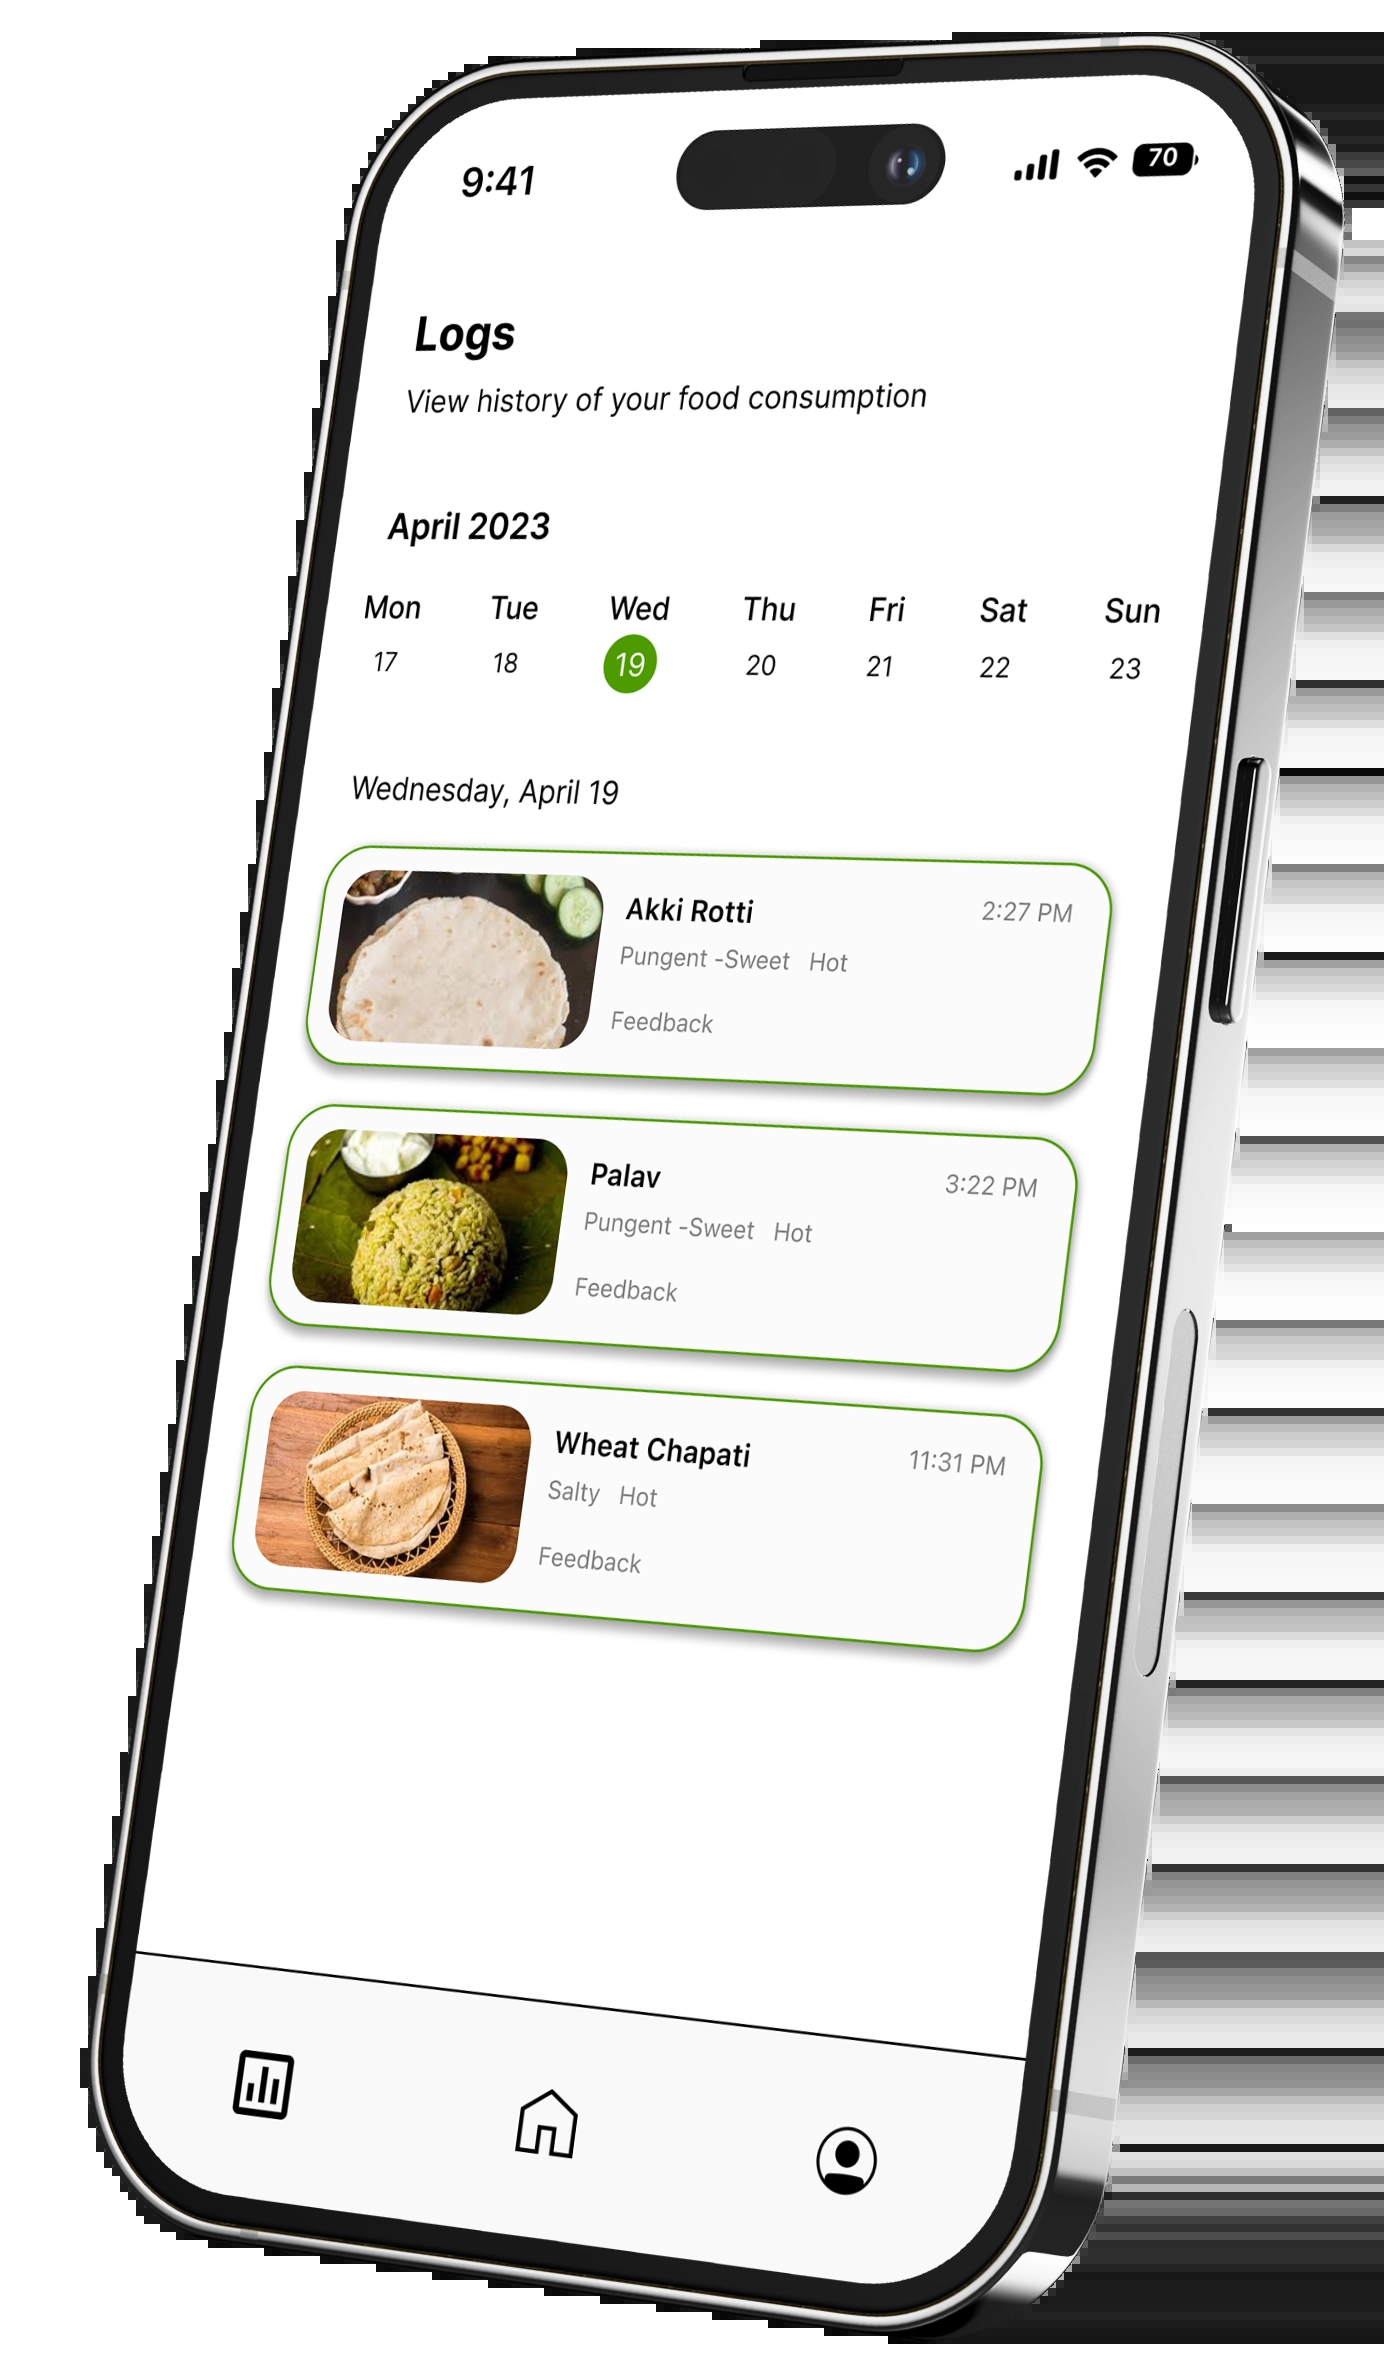 9:41 70
Logs
View history of your food consumption
April 2023
Mon Tue Wed Thu Fri Sat Sun
17 18 19 20 21 22 23
Wednesday, April 19
Akki Rotti 2:27 PM
Pungent -Sweet Hot
Feedback
Palav 3:22 PM
Pungent -Sweet Hot
Feedback
Wheat Chapati 11:31 PM
Salty Hot
Feedback